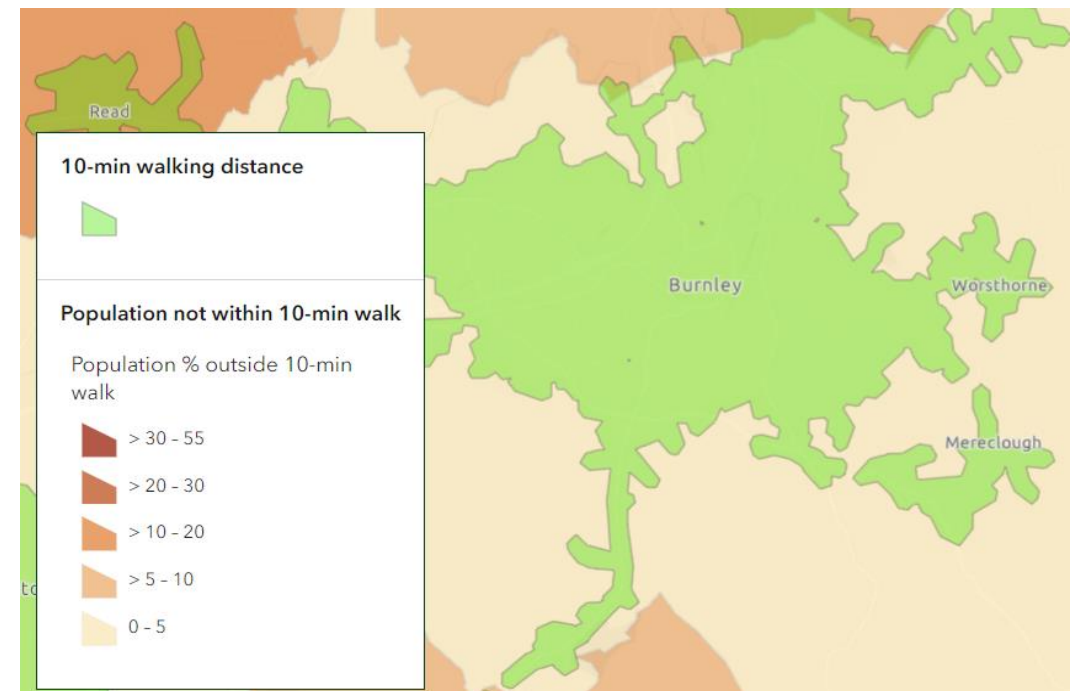 Read
10-min walking distance
Burnley
Worsthorne
Population not within 10-min walk
Population % outside 10-min
walk
> 30 - 55
Mereclough
> 20 - 30
> 10 - 20
> 5 - 10
0 - 5